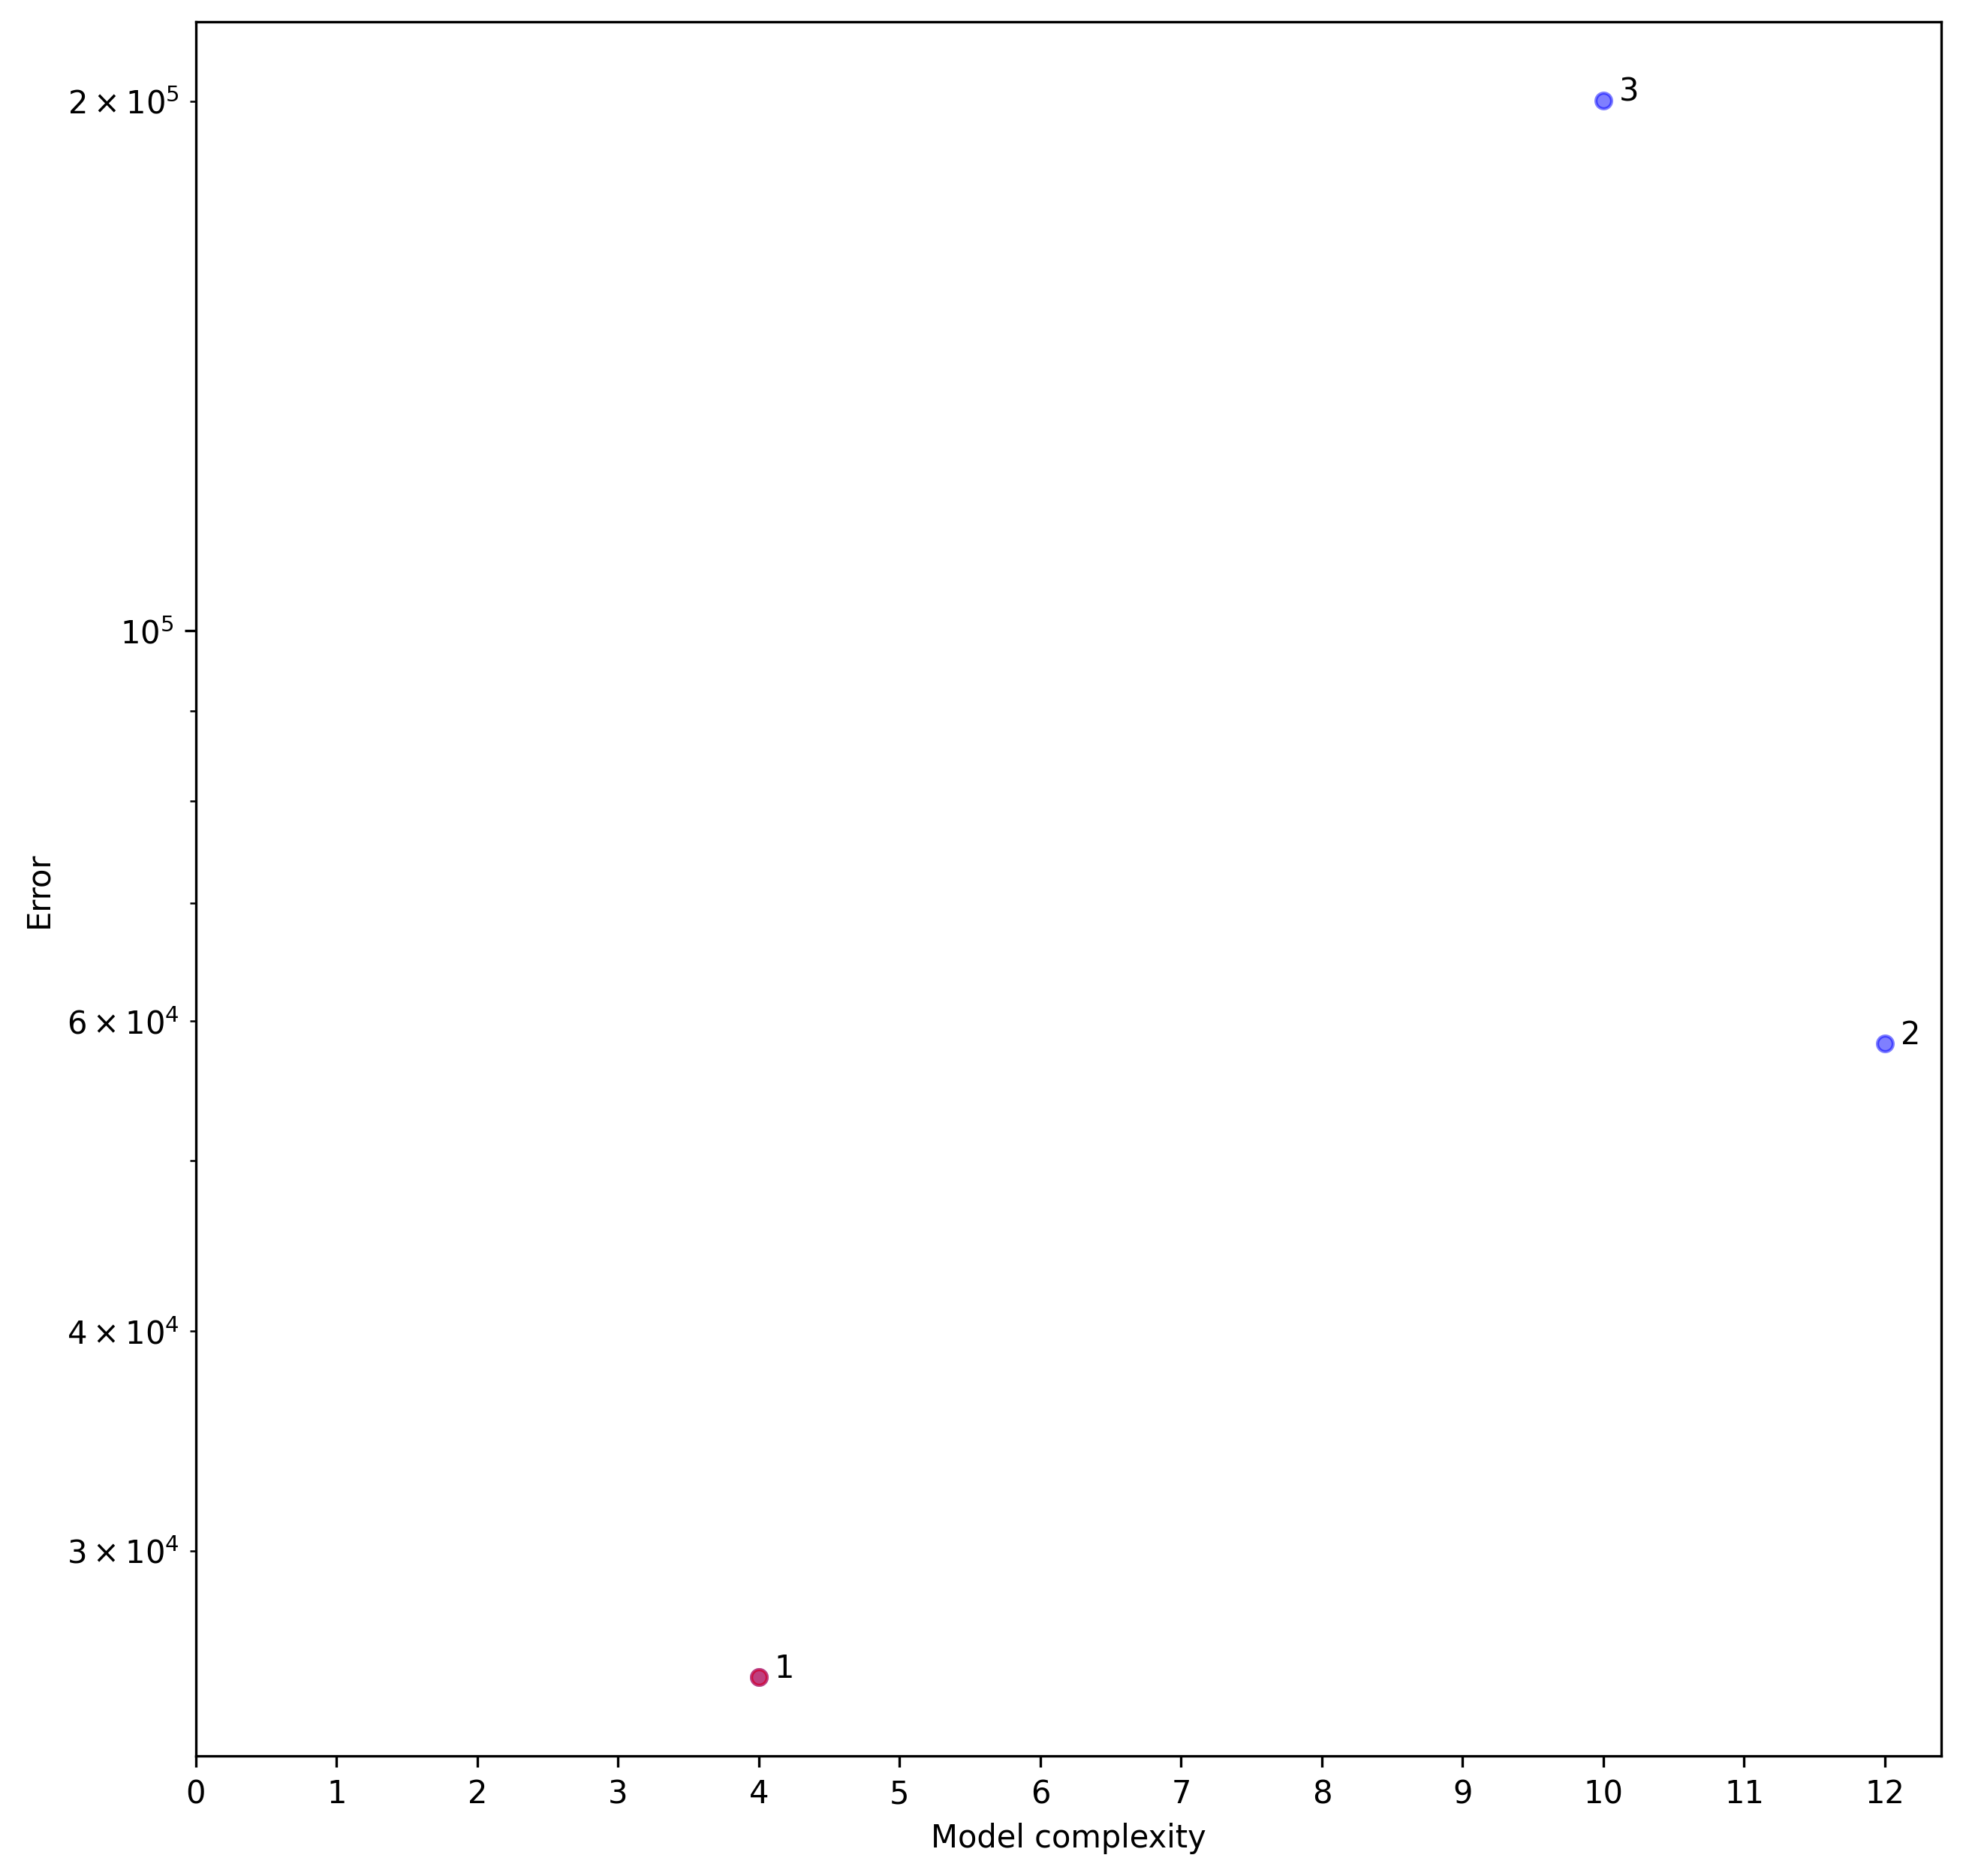 2 × 10⁵
10⁵
6 × 10⁴
4 × 10⁴
3 × 10⁴
Error
3
2
1
0 1 2 3 4 5 6 7 8 9 10 11 12
Model complexity